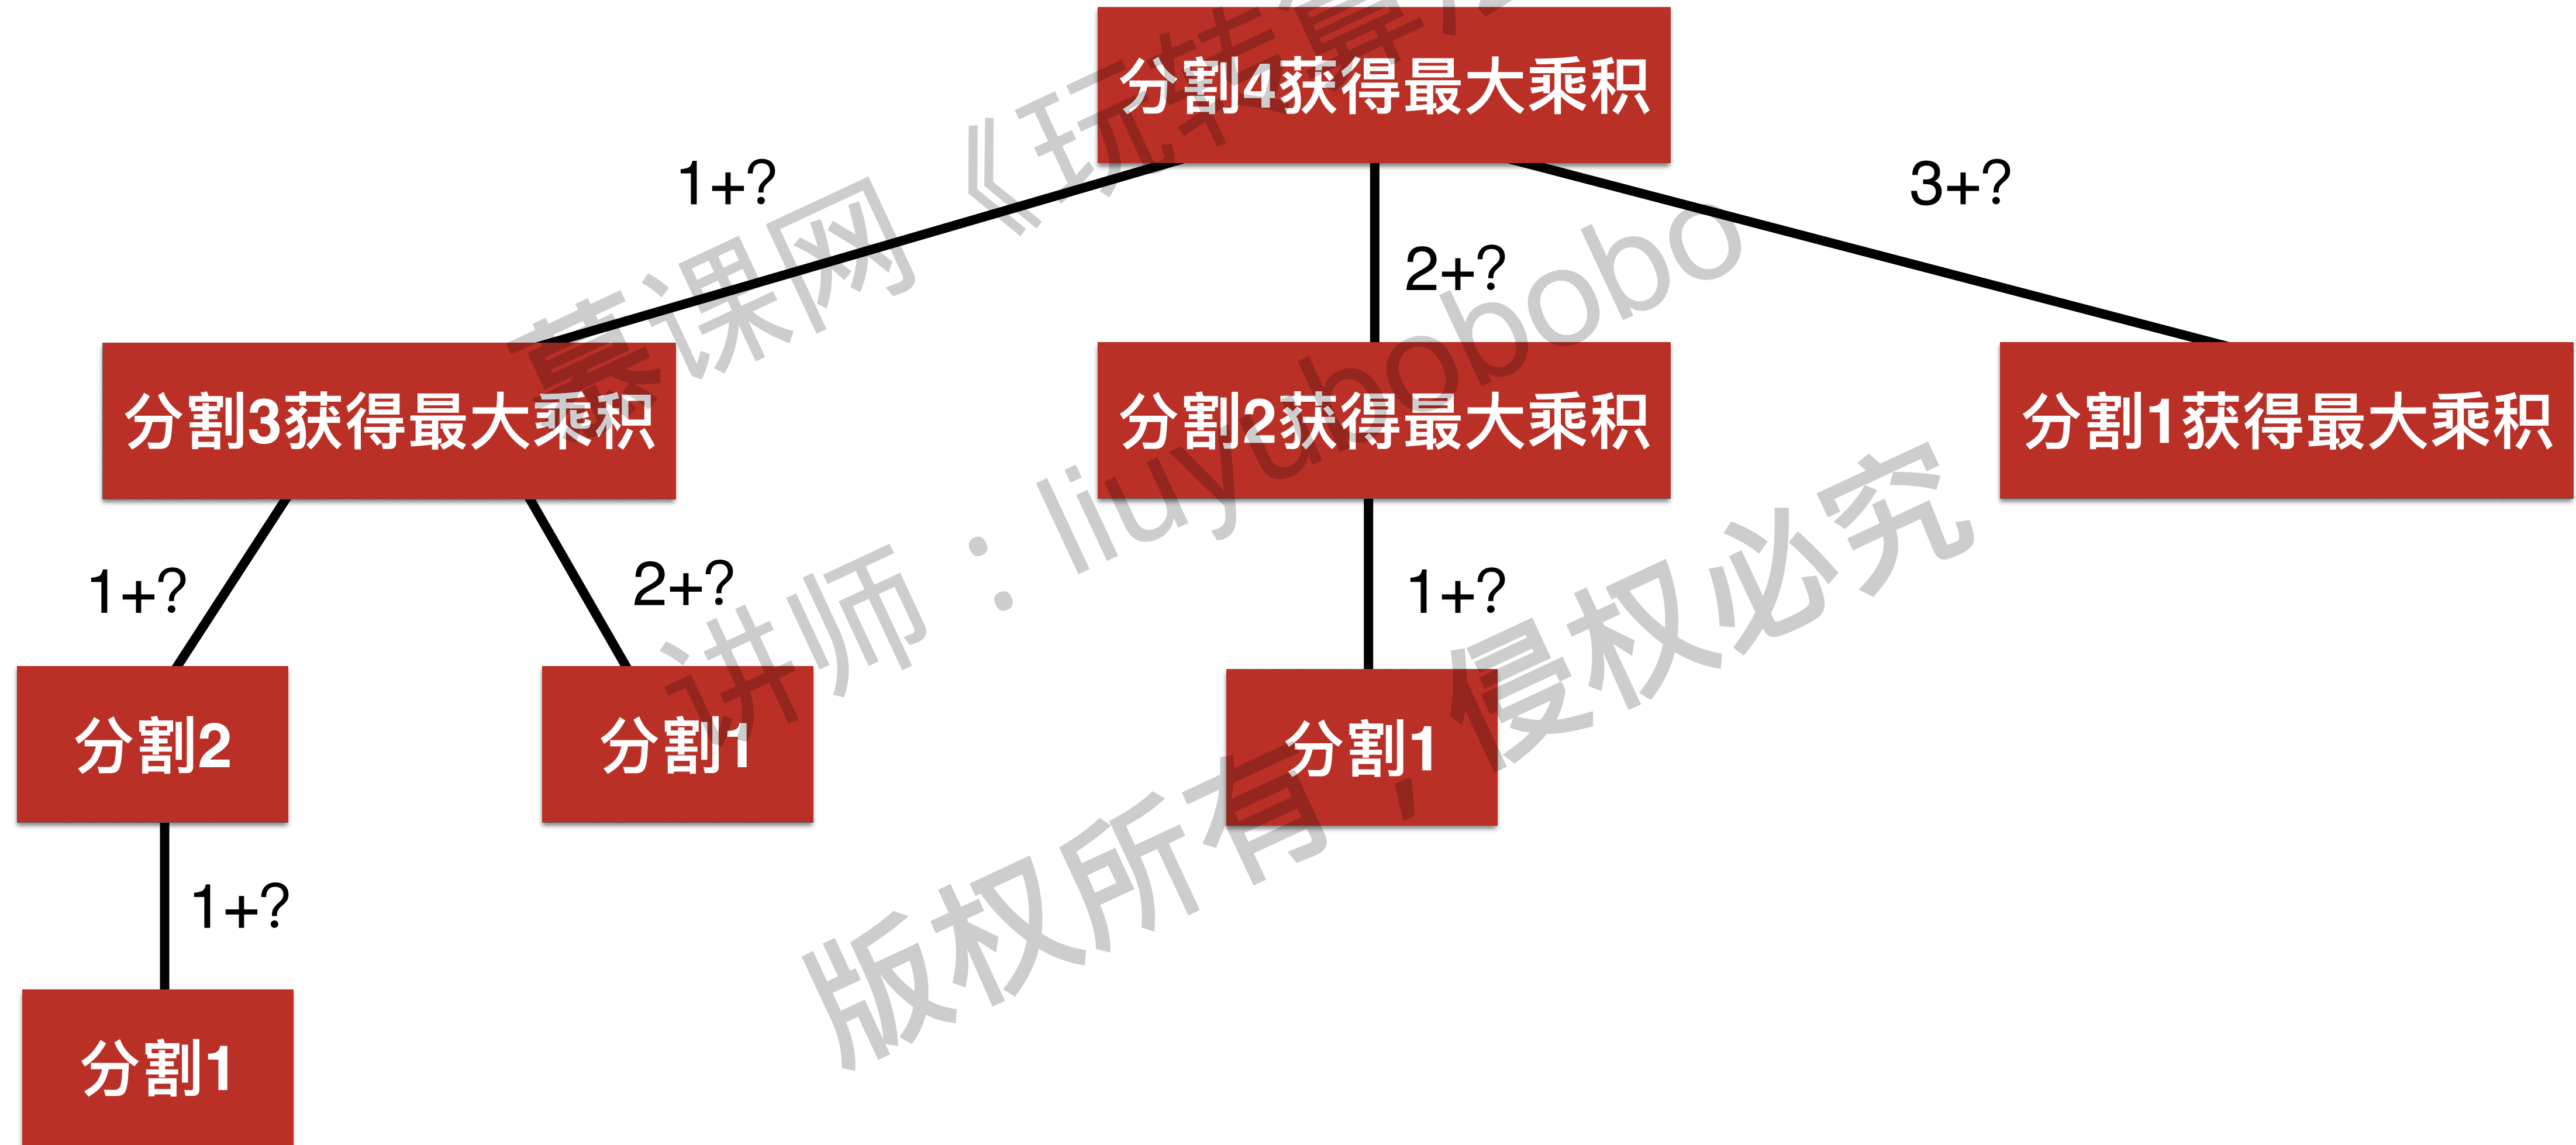 分割4获得最大乘积
1+?
2+?
3+?
分割3获得最大乘积
分割2获得最大乘积
分割1获得最大乘积
1+?
2+?
1+?
分割2
分割1
分割1
1+?
分割1
慕课网《玩转算法
讲师：liuyubobobo
版权所有，侵权必究